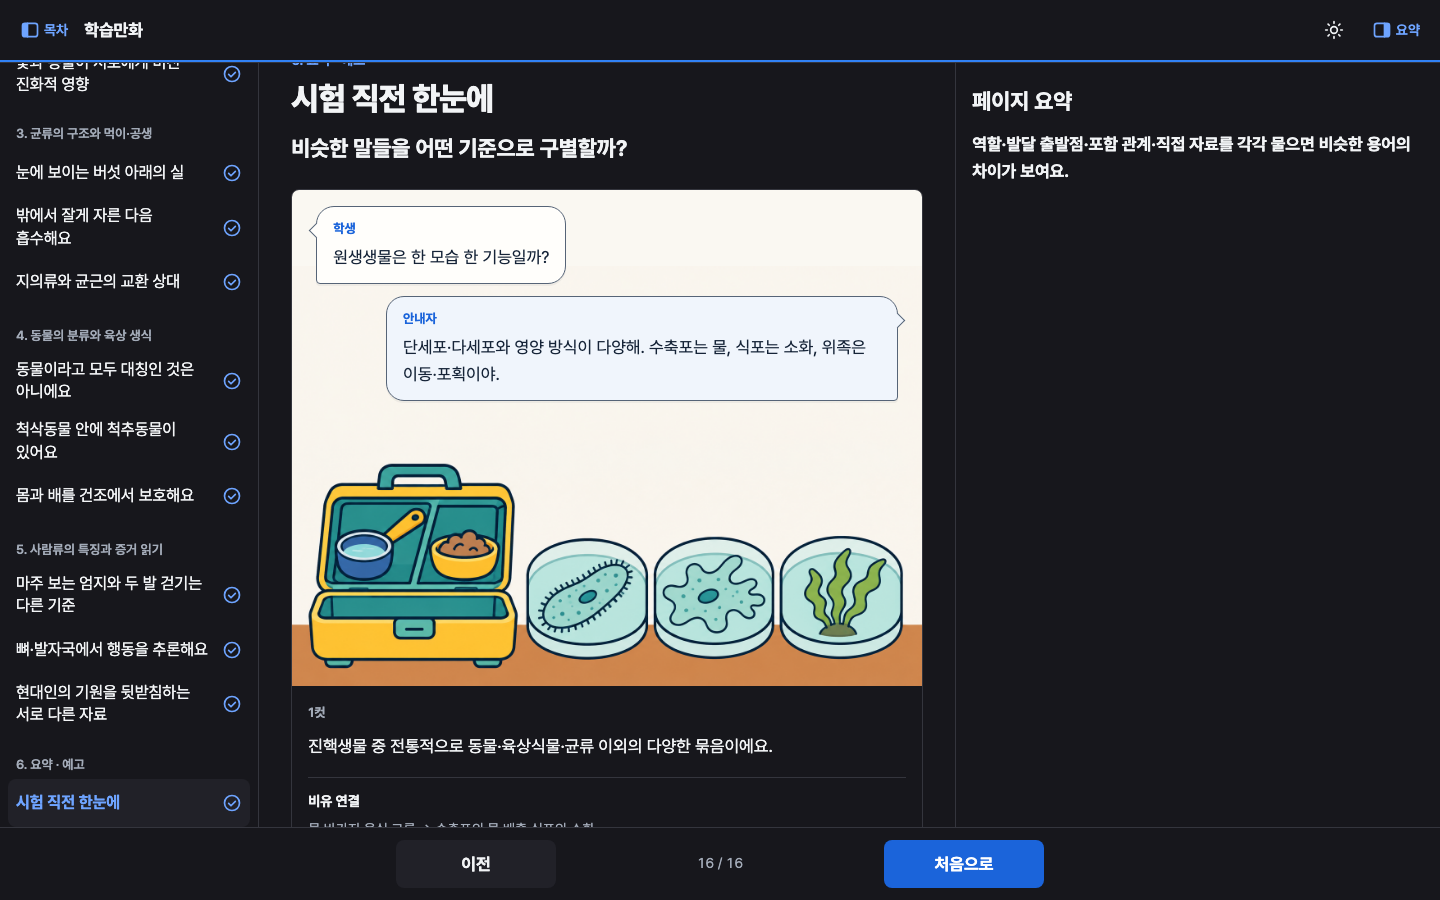 목차
학습만화
요약
진화적 영향
3. 균류의 구조와 먹이·공생
눈에 보이는 버섯 아래의 실
밖에서 잘게 자른 다음
흡수해요
지의류와 균근의 교환 상대
4. 동물의 분류와 육상 생식
동물이라고 모두 대칭인 것은
아니에요
척삭동물 안에 척추동물이
있어요
몸과 배를 건조에서 보호해요
5. 사람류의 특징과 증거 읽기
마주 보는 엄지와 두 발 걷기는
다른 기준
뼈·발자국에서 행동을 추론해요
현대인의 기원을 뒷받침하는
서로 다른 자료
6. 요약 · 예고
시험 직전 한눈에
시험 직전 한눈에
비슷한 말들을 어떤 기준으로 구별할까?
학생
원생생물은 한 모습 한 기능일까?
안내자
단세포·다세포와 영양 방식이 다양해. 수축포는 물, 식포는 소화, 위족은
이동·포획이야.
1컷
진핵생물 중 전통적으로 동물·육상식물·균류 이외의 다양한 묶음이에요.
비유 연결
페이지 요약
역할·발달 출발점·포함 관계·직접 자료를 각각 물으면 비슷한 용어의
차이가 보여요.
이전
16 / 16
처음으로